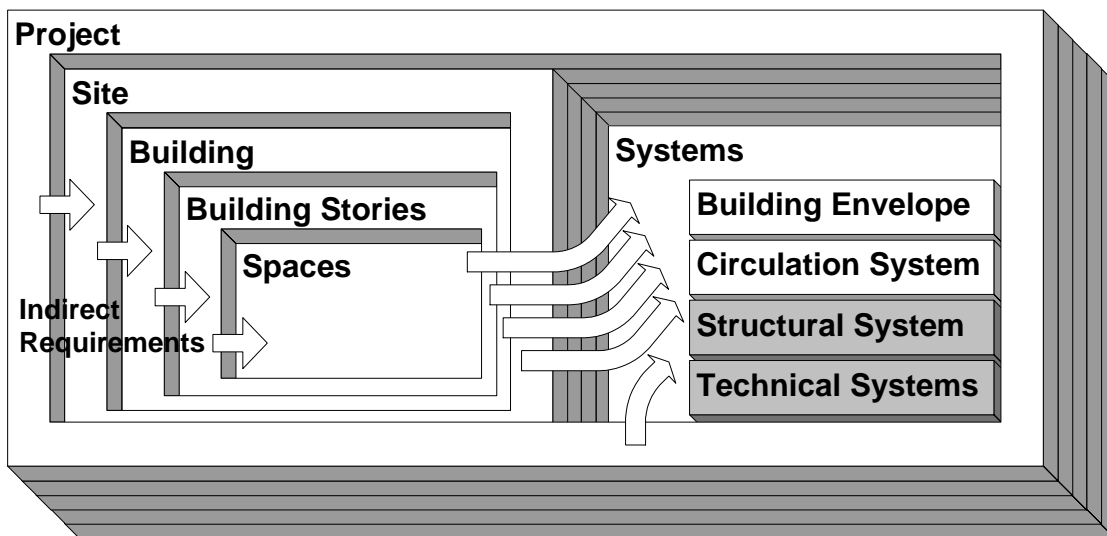 Project
Site
Building
Building Stories
Spaces
Indirect
Requirements
Systems
Building Envelope
Circulation System
Structural System
Technical Systems